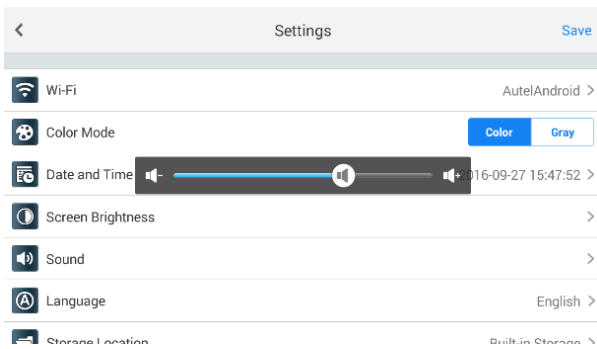 Settings
Save
Wi-Fi
AutelAndroid
Color Mode
Color
Gray
Date and Time
2016-09-27 15:47:52
Screen Brightness
Sound
Language
English
Storage Location
Built-in Storage